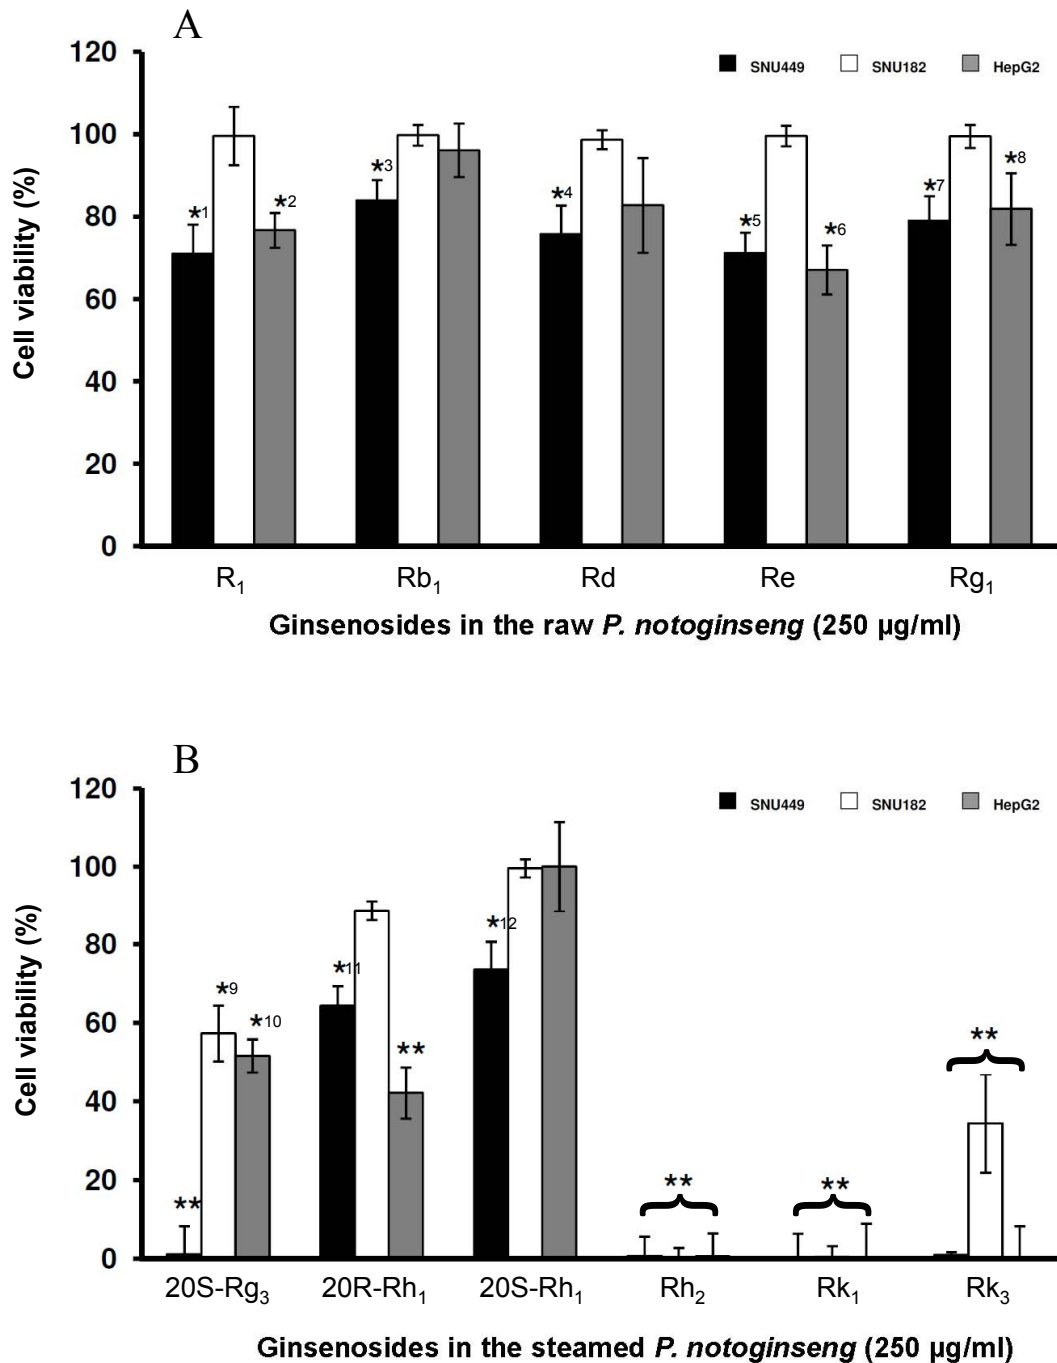 A
120
SNU449 SNU182 HepG2
100
80
60
40
20
0
Cell viability (%)
*1 *2 *3 *4 *5 *6 *7 *8
R1 Rb1 Rd Re Rg1
Ginsenosides in the raw P. notoginseng (250 µg/ml)
B
120
SNU449 SNU182 HepG2
100
80
60
40
20
0
Cell viability (%)
** *9 *10 *11 ** *12 ** ** **
20S-Rg3 20R-Rh1 20S-Rh1 Rh2 Rk1 Rk3
Ginsenosides in the steamed P. notoginseng (250 µg/ml)